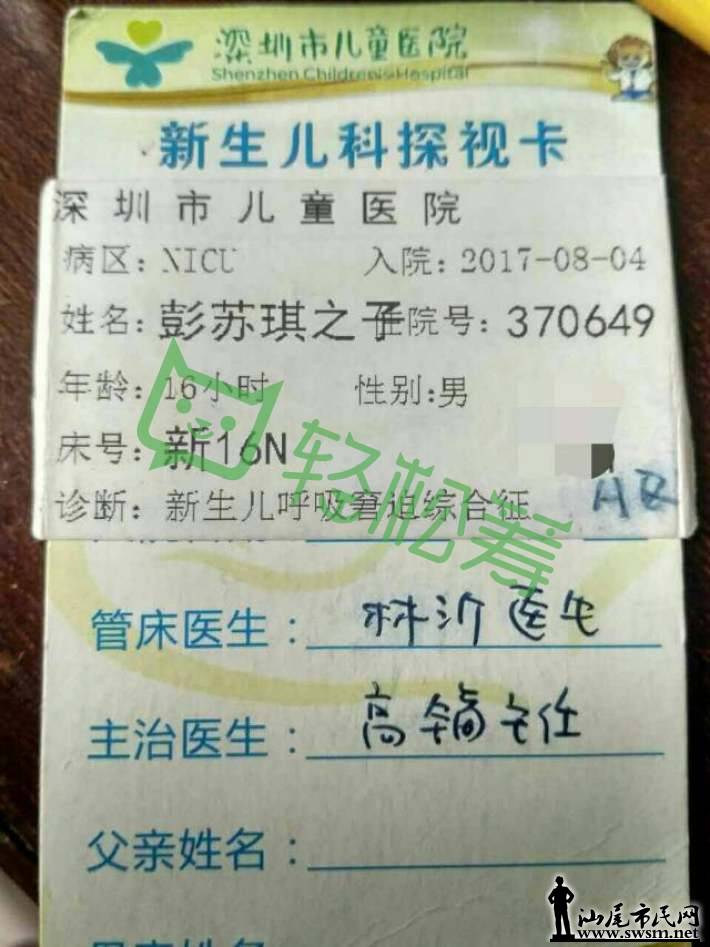 深圳市儿童医院
Shenzhen Children's Hospital
新生儿科探视卡
深圳市儿童医院
病区: NICU 入院: 2017-08-04
姓名: 彭苏琪之子 住院号: 370649
年龄: 16小时 性别: 男
床号: 新16N
诊断: 新生儿呼吸窘迫综合征
A区
轻松筹
管床医生: 林沂医生
主治医生: 高 主任
父亲姓名:
汕尾市民网
www.swsm.net